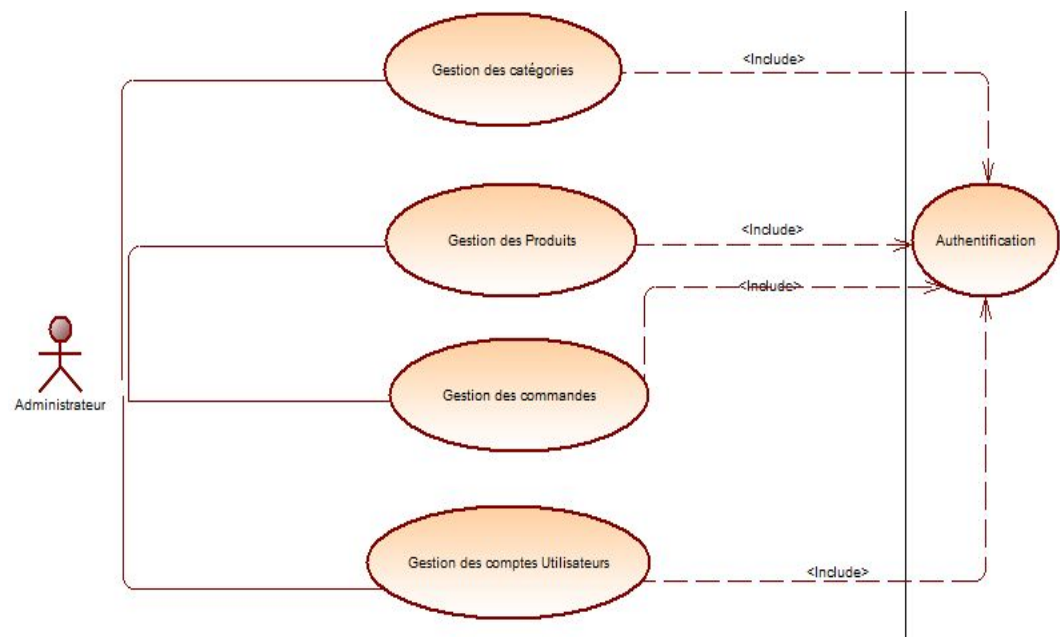 Gestion des catégories
<Include>
Gestion des Produits
<Include>
Authentification
<Include>
Gestion des commandes
Administrateur
Gestion des comptes Utilisateurs
<Include>